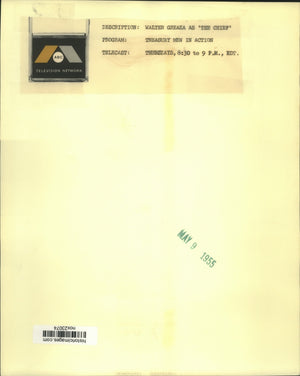 DESCRIPTION: WALTER GREAZA AS "THE CHIEF"
PROGRAM: TREASURY MEN IN ACTION
TELECAST: THURSDAYS, 8:30 to 9 P.M., EDT.
ABC
TELEVISION NETWORK
MAY 9 1955
historicimages.com
nox23074